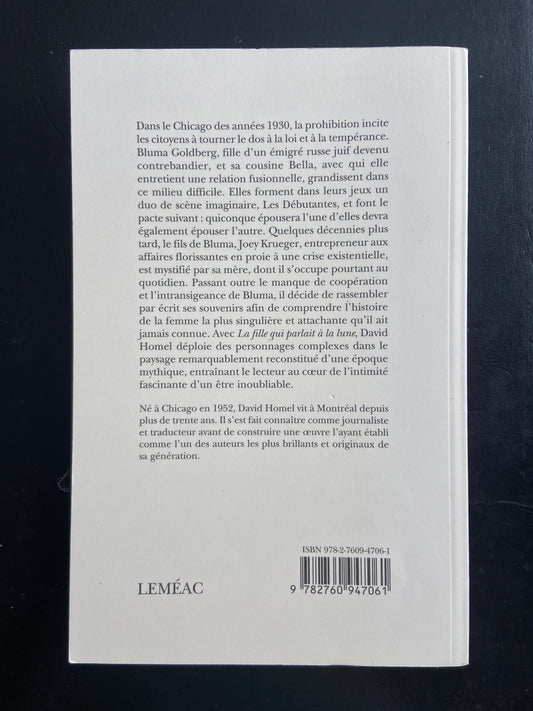 Dans le Chicago des années 1930, la prohibition incite
les citoyens à tourner le dos à la loi et à la tempérance.
Bluma Goldberg, fille d'un émigré russe juif devenu
contrebandier, et sa cousine Bella, avec qui elle
entretient une relation fusionnelle, grandissent dans
ce milieu difficile. Elles forment dans leurs jeux un
duo de scène imaginaire, Les Débutantes, et font le
pacte suivant : quiconque épousera l'une d'elles devra
également épouser l'autre. Quelques décennies plus
tard, le fils de Bluma, Joey Krueger, entrepreneur aux
affaires florissantes en proie à une crise existentielle,
est mystifié par sa mère, dont il s'occupe pourtant au
quotidien. Passant outre le manque de coopération
et l'intransigeance de Bluma, il décide de rassembler
par écrit ses souvenirs afin de comprendre l'histoire
de la femme la plus singulière et attachante qu'il ait
jamais connue. Avec La fille qui parlait à la lune, David
Homel déploie des personnages complexes dans le
paysage remarquablement reconstitué d'une époque
mythique, entraînant le lecteur au cœur de l'intimité
fascinante d'un être inoubliable.
Né à Chicago en 1952, David Homel vit à Montréal depuis
plus de trente ans. Il s'est fait connaître comme journaliste
et traducteur avant de construire une œuvre l'ayant établi
comme l'un des auteurs les plus brillants et originaux de
sa génération.
ISBN 978-2-7609-4706-1
LEMÉAC
9 782760 947061